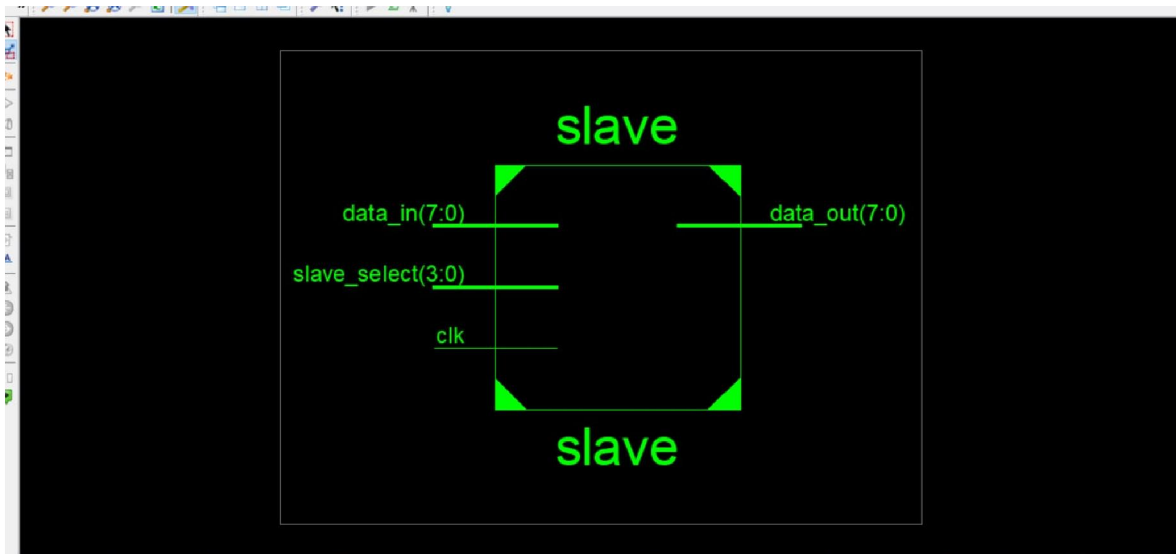 slave
data_in(7:0)
data_out(7:0)
slave_select(3:0)
clk
slave